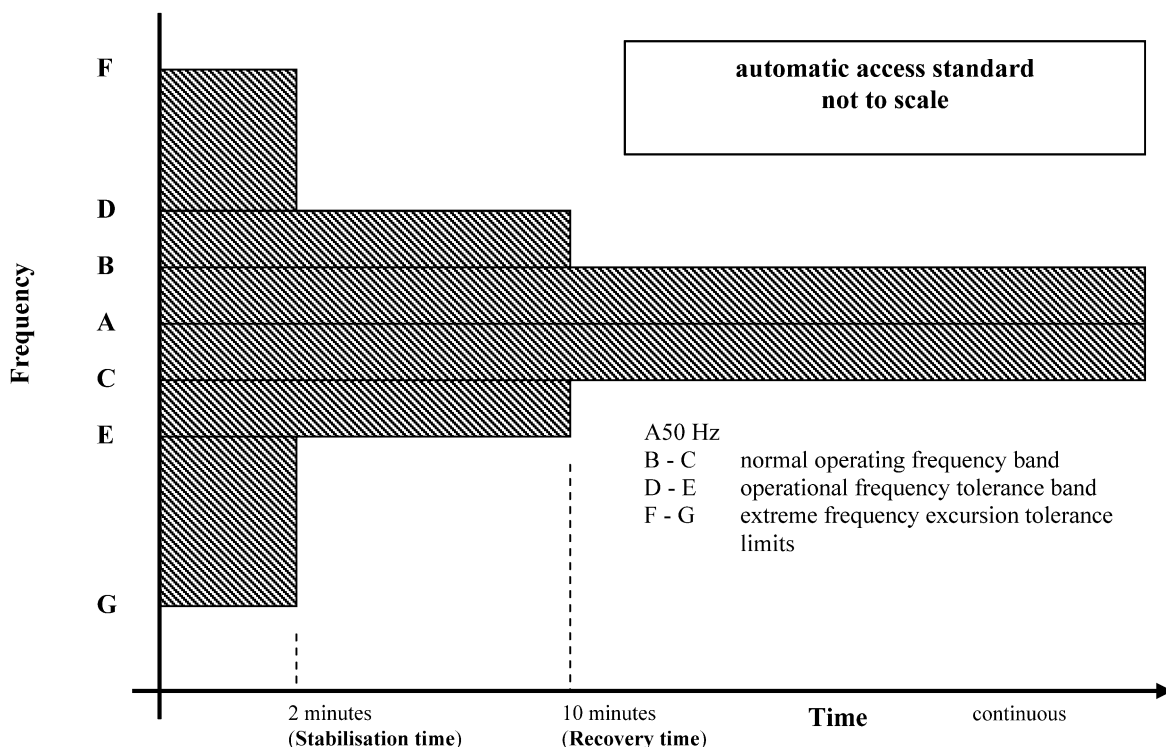 automatic access standard
not to scale
F
D
B
A
C
E
G
Frequency
A50 Hz
B - C normal operating frequency band
D - E operational frequency tolerance band
F - G extreme frequency excursion tolerance
limits
2 minutes
(Stabilisation time)
10 minutes
(Recovery time)
Time
continuous